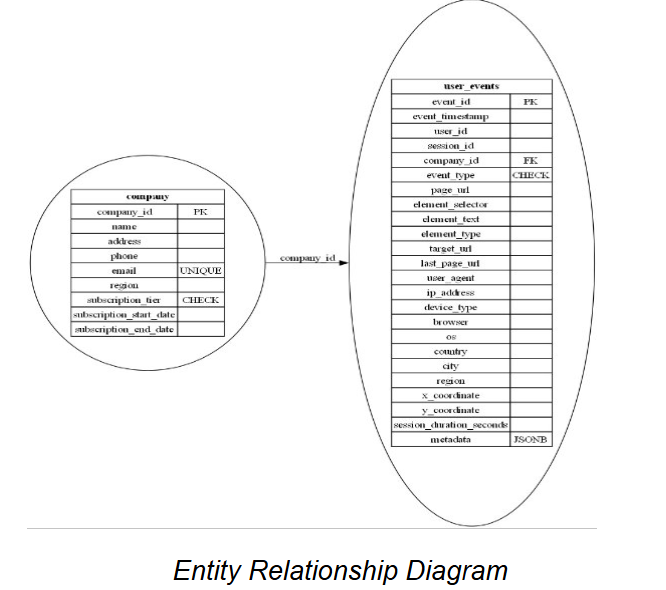 company
company_id PK
name
address
phone
email UNIQUE
region
subscription_tier CHECK
subscription_start_date
subscription_end_date
company_id
user_events
event_id PK
event_timestamp
user_id
session_id
company_id FK
event_type CHECK
page_url
element_selector
element_text
element_type
target_url
last_page_url
user_agent
ip_address
device_type
browser
os
country
city
region
x_coordinate
y_coordinate
session_duration_seconds
metadata JSONB
Entity Relationship Diagram